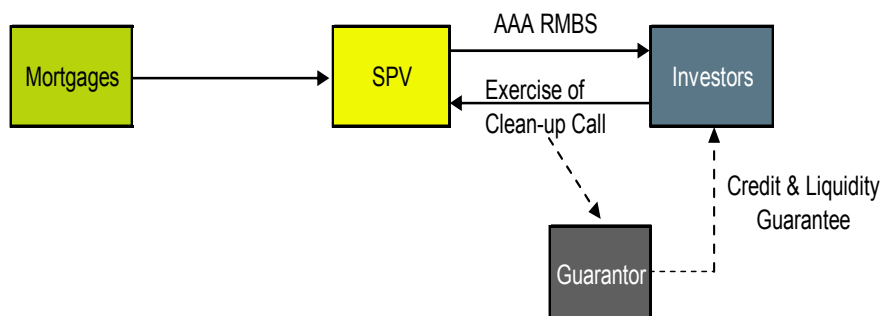 AAA RMBS
Mortgages
SPV
Investors
Exercise of
Clean-up Call
Credit & Liquidity
Guarantee
Guarantor